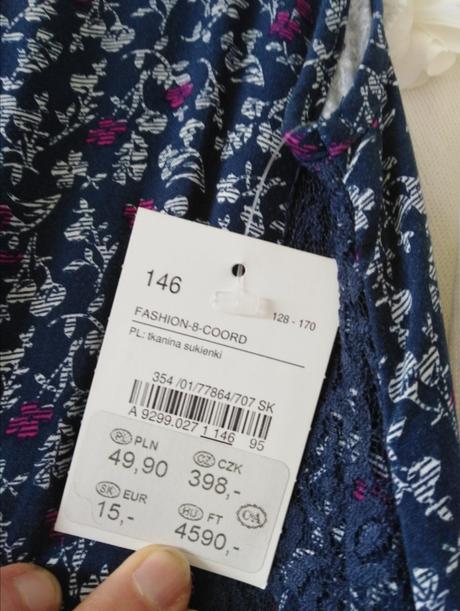 146
128 - 170
FASHION-8-COORD
PL: tkanina sukienki
354 /01/77864/707 SK
A 9299.027 1 146 95
PL PLN CZ CZK
49,90 398,-
SK EUR HU FT
15,- 4590,-
C&A